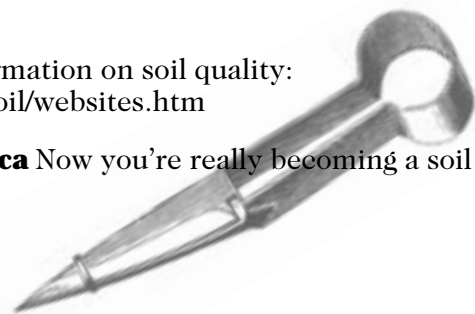 rmation on soil quality:
oil/websites.htm
ca Now you're really becoming a soil